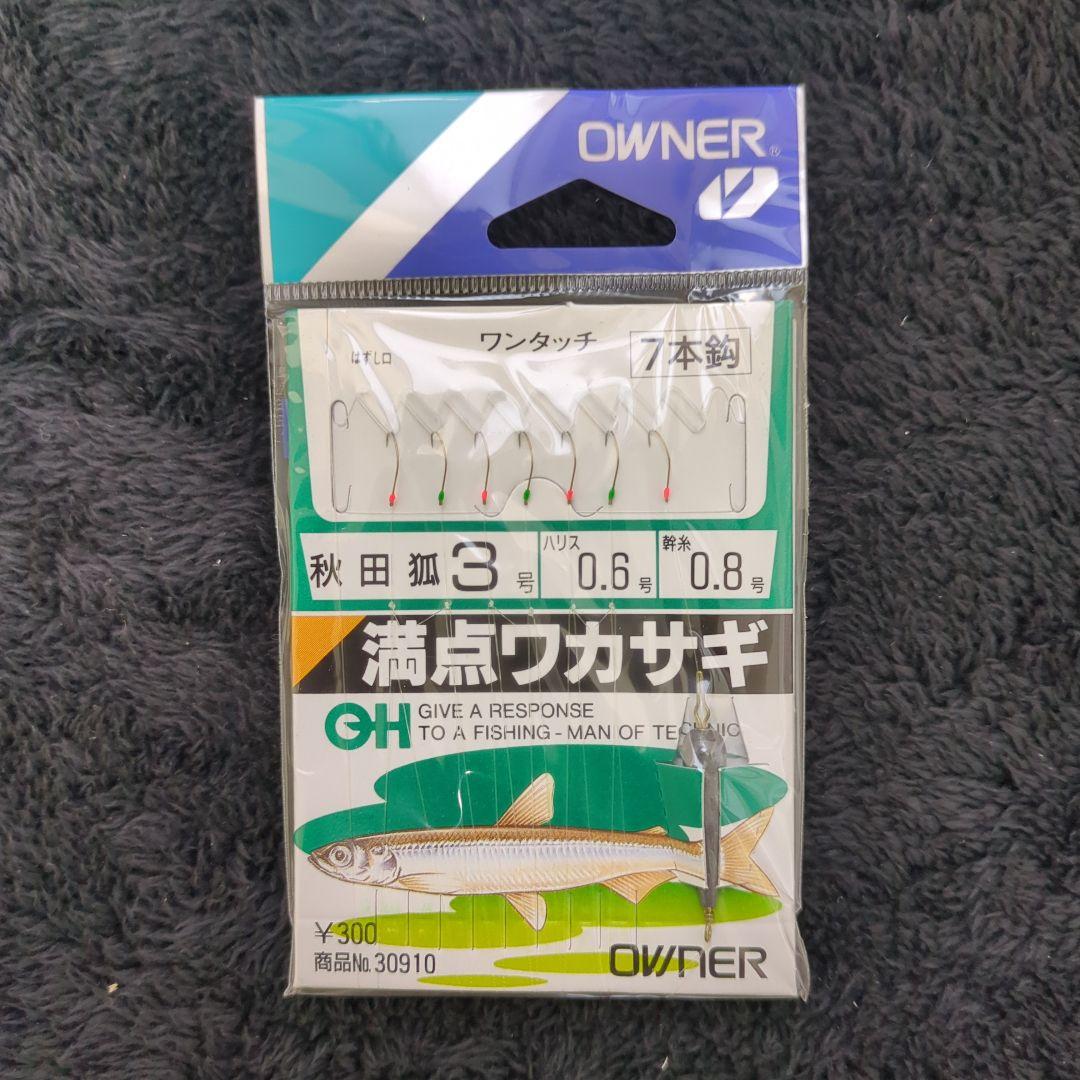 OWNER®
ワンタッチ
はずし口
7本鈎
秋田狐 3号
ハリス 0.6号
幹糸 0.8号
満点ワカサギ
OH GIVE A RESPONSE
TO A FISHING - MAN OF TECHNIC
¥300
商品No.30910
OWNER